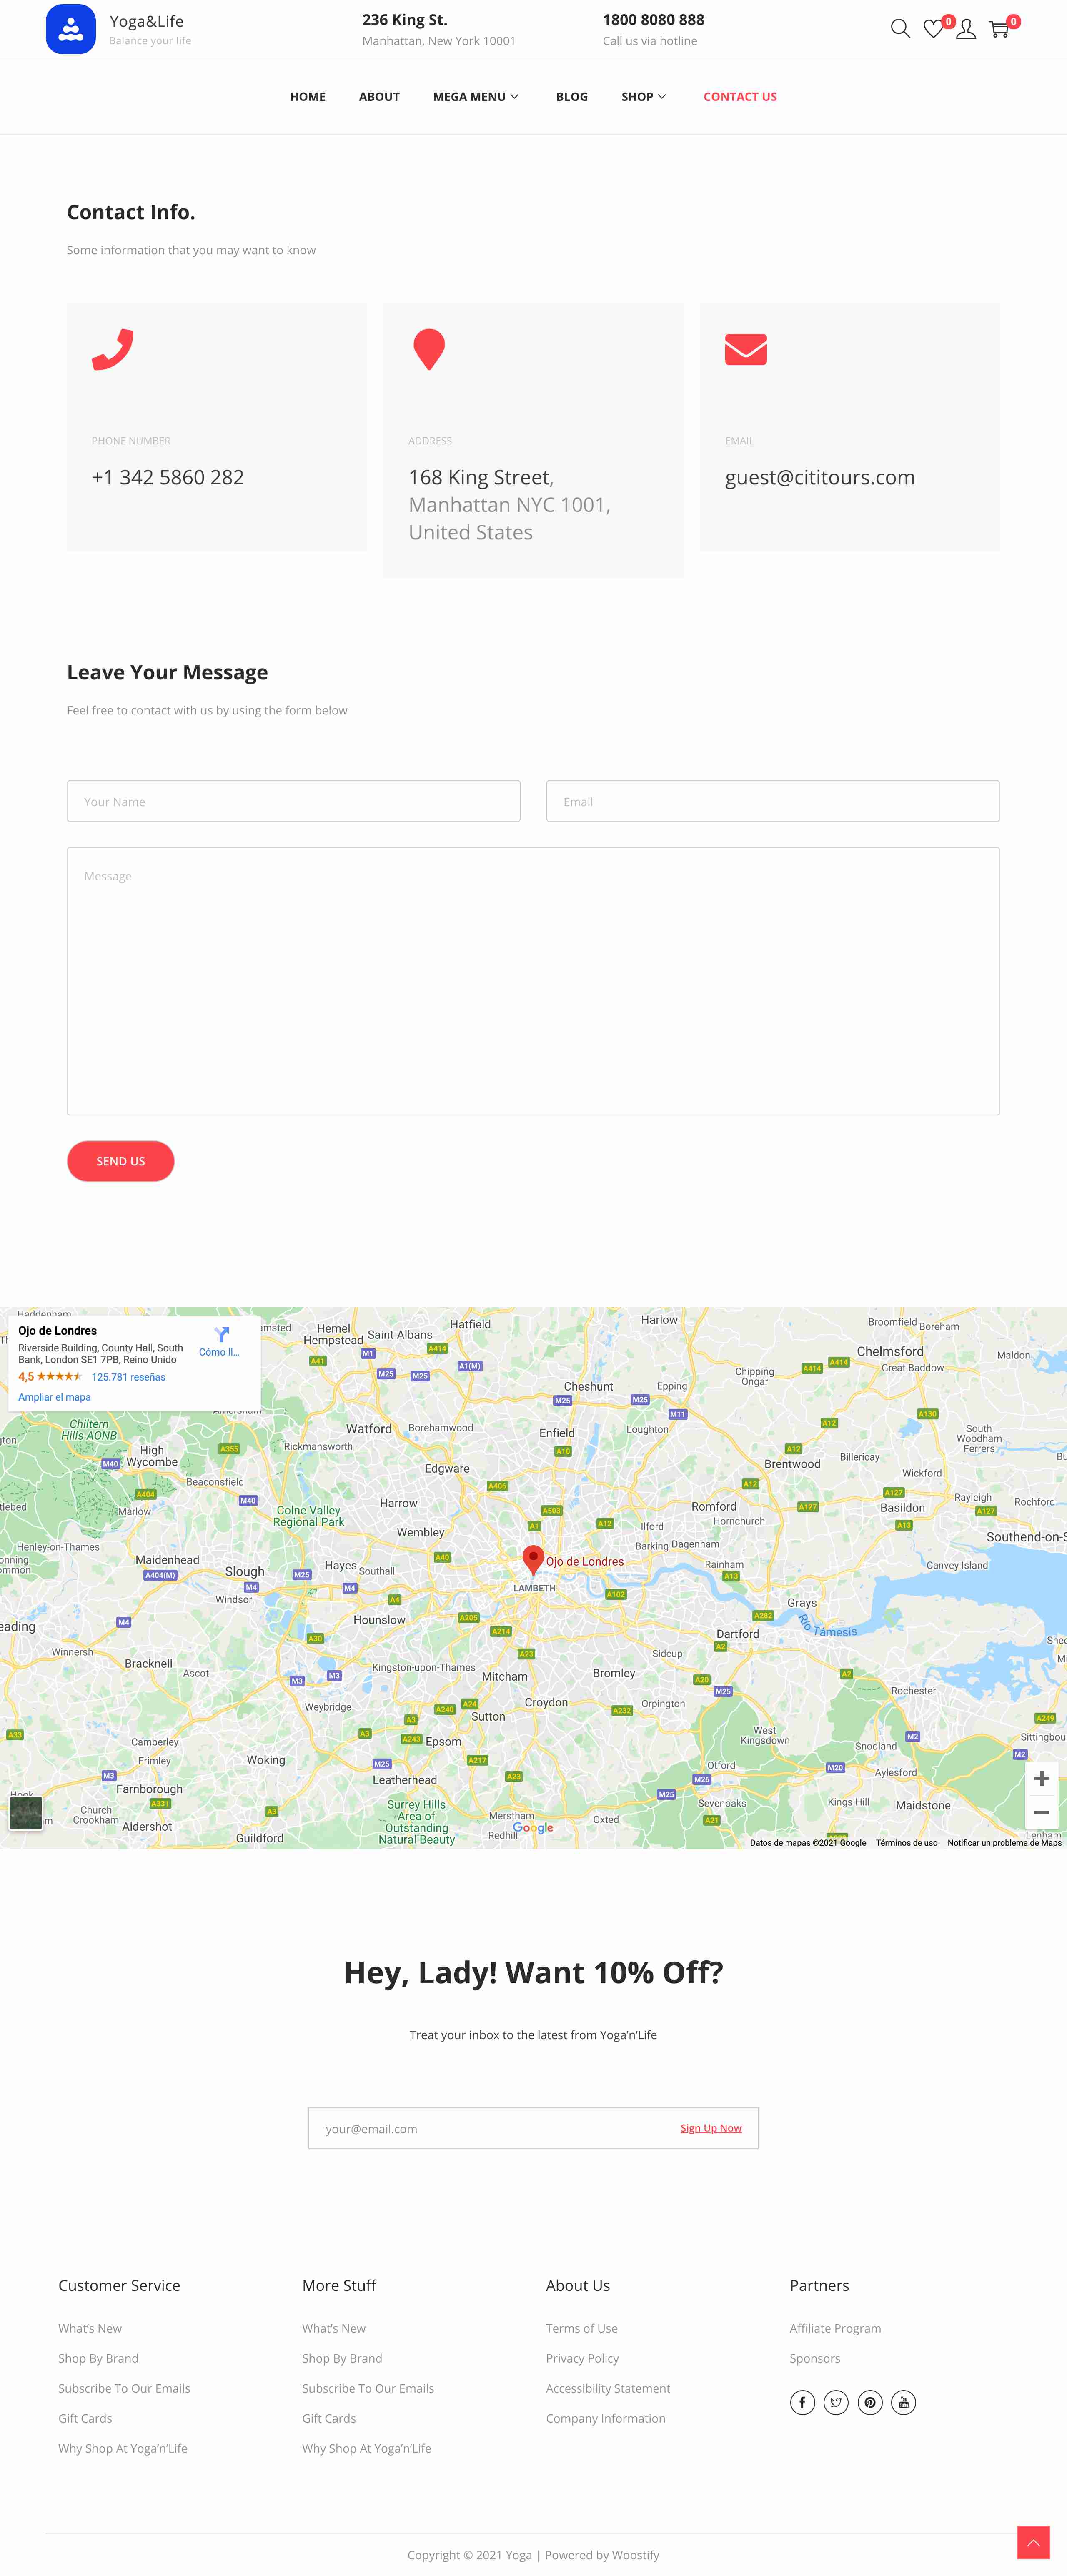 Yoga&Life
Balance your life
236 King St.
Manhattan, New York 10001
1800 8080 888
Call us via hotline
0
0
HOME
ABOUT
MEGA MENU
BLOG
SHOP
CONTACT US
Contact Info.
Some information that you may want to know
PHONE NUMBER
+1 342 5860 282
ADDRESS
168 King Street,
Manhattan NYC 1001,
United States
EMAIL
guest@cititours.com
Leave Your Message
Feel free to contact with us by using the form below
Your Name
Email
Message
SEND US
Ojo de Londres
Riverside Building, County Hall, South
Bank, London SE1 7PB, Reino Unido
4,5
125.781 reseñas
Ampliar el mapa
Cómo ll...
Haddenham
Hemel
Hempstead
Saint Albans
Hatfield
Harlow
Broomfield
Boreham
Chelmsford
Great Baddow
Maldon
Chipping
Ongar
Epping
Cheshunt
Loughton
Enfield
Borehamwood
Watford
Rickmansworth
Edgware
Chiltern
Hills AONB
High
Wycombe
Beaconsfield
Marlow
Brentwood
Billericay
Wickford
South
Woodham
Ferrers
Rayleigh
Rochford
Basildon
Romford
Hornchurch
Harrow
Colne Valley
Regional Park
Wembley
Ilford
Barking
Dagenham
Southend-on-S
Henley-on-Thames
Maidenhead
Slough
Hayes
Southall
Ojo de Londres
LAMBETH
Rainham
Canvey Island
Windsor
Hounslow
Grays
Dartford
Río Támesis
eading
Winnersh
Bracknell
Ascot
Kingston-upon-Thames
Mitcham
Bromley
Sidcup
Rochester
Weybridge
Croydon
Orpington
Sutton
Epsom
Camberley
Frimley
Woking
West
Kingsdown
Snodland
Sittingbou
Farnborough
Leatherhead
Otford
Aylesford
Church
Crookham
Aldershot
Surrey Hills
Area of
Outstanding
Natural Beauty
Merstham
Redhill
Oxted
Sevenoaks
Kings Hill
Maidstone
Guildford
Lenham
Google
Datos de mapas ©2021 Google
Términos de uso
Notificar un problema de Maps
Hey, Lady! Want 10% Off?
Treat your inbox to the latest from Yoga’n’Life
your@email.com
Sign Up Now
Customer Service
What’s New
Shop By Brand
Subscribe To Our Emails
Gift Cards
Why Shop At Yoga’n’Life
More Stuff
What’s New
Shop By Brand
Subscribe To Our Emails
Gift Cards
Why Shop At Yoga’n’Life
About Us
Terms of Use
Privacy Policy
Accessibility Statement
Company Information
Partners
Affiliate Program
Sponsors
Copyright © 2021 Yoga | Powered by Woostify